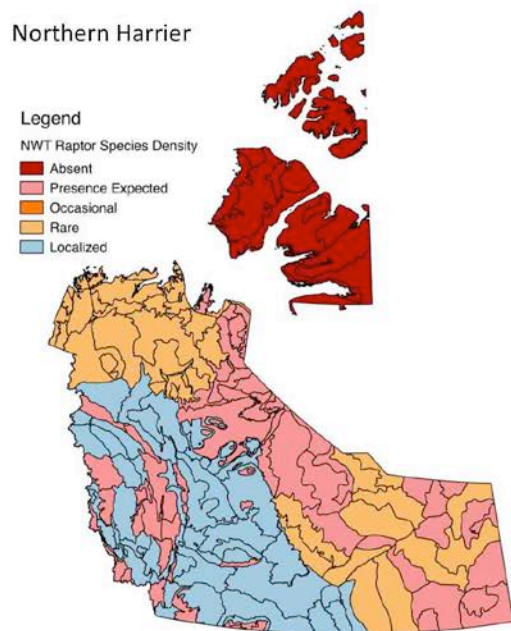 Northern Harrier
Legend
NWT Raptor Species Density
Absent
Presence Expected
Occasional
Rare
Localized